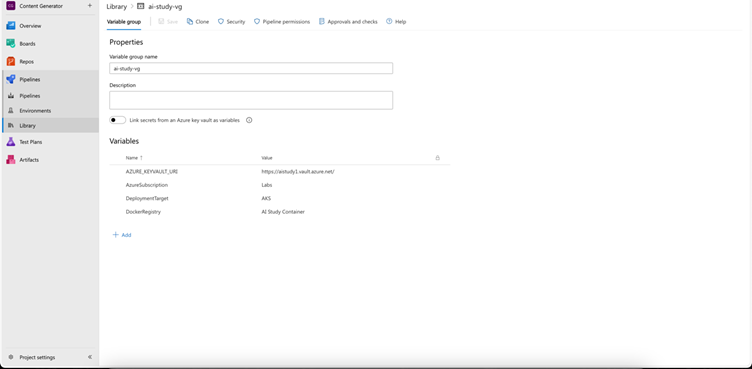 CG Content Generator +
Library > ai-study-vg
Variable group Save Clone Security Pipeline permissions Approvals and checks Help
Overview
Boards
Repos
Pipelines
Pipelines
Environments
Library
Test Plans
Artifacts
Properties
Variable group name
ai-study-vg
Description
Link secrets from an Azure key vault as variables
Variables
Name ↑ Value
AZURE_KEYVAULT_URI https://aistudy1.vault.azure.net/
AzureSubscription Labs
DeploymentTarget AKS
DockerRegistry AI Study Container
+ Add
Project settings «